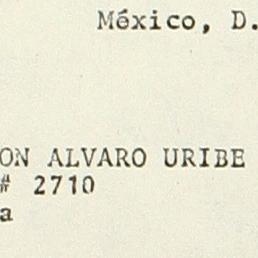 México, D.
ON ALVARO URIBE
# 2710
a